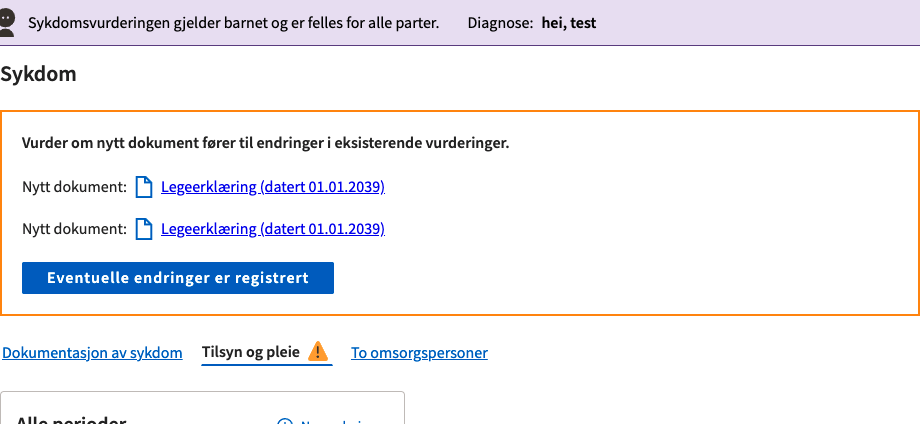 Sykdomsvurderingen gjelder barnet og er felles for alle parter. Diagnose: hei, test
Sykdom
Vurder om nytt dokument fører til endringer i eksisterende vurderinger.
Nytt dokument: Legeerklæring (datert 01.01.2039)
Nytt dokument: Legeerklæring (datert 01.01.2039)
Eventuelle endringer er registrert
Dokumentasjon av sykdom Tilsyn og pleie To omsorgspersoner
Alle perioder